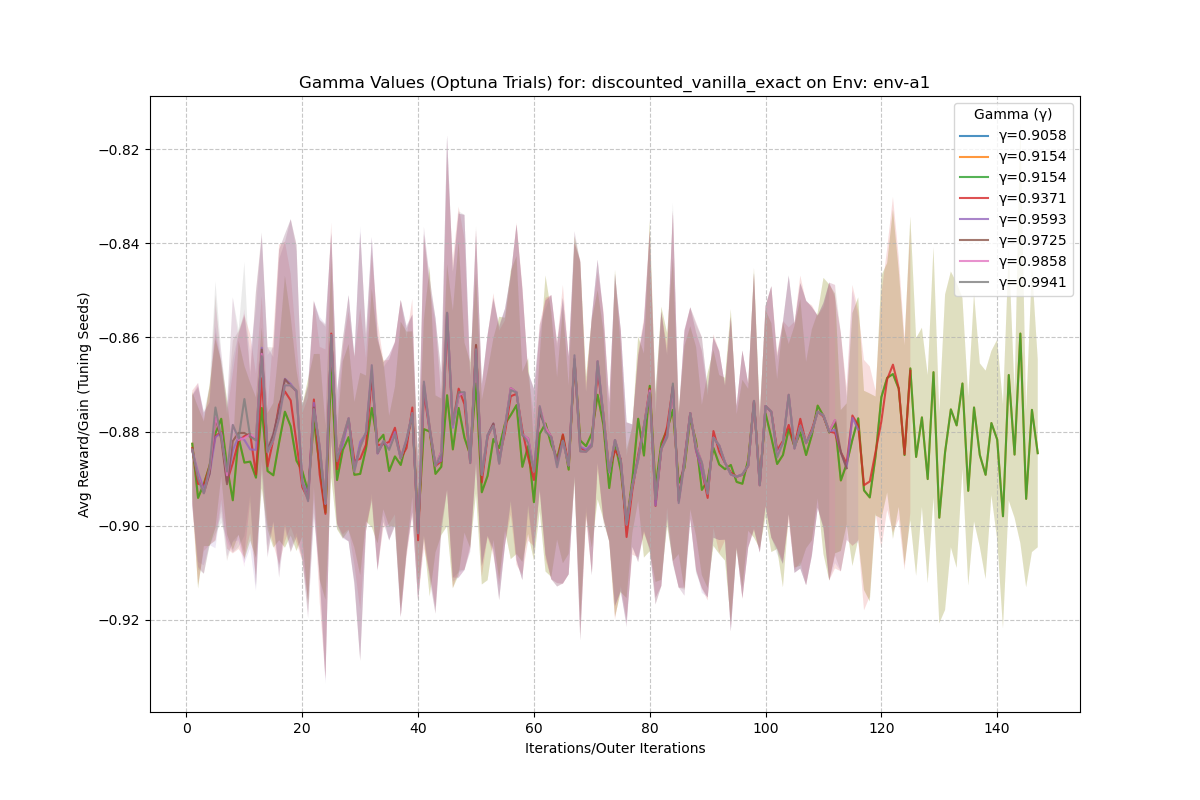 Gamma Values (Optuna Trials) for: discounted_vanilla_exact on Env: env-a1
Gamma (γ)
γ=0.9058
γ=0.9154
γ=0.9154
γ=0.9371
γ=0.9593
γ=0.9725
γ=0.9858
γ=0.9941
Avg Reward/Gain (Tuning Seeds)
−0.82
−0.84
−0.86
−0.88
−0.90
−0.92
0 20 40 60 80 100 120 140
Iterations/Outer Iterations